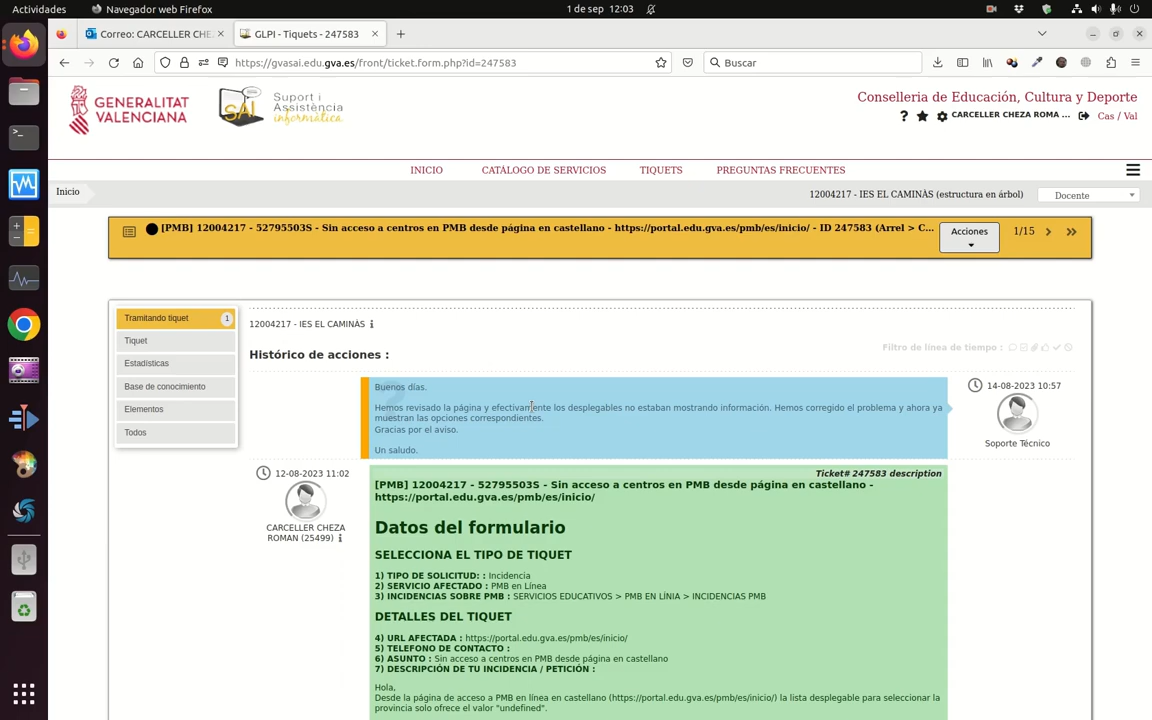 Actividades
Navegador web Firefox
1 de sep 12:03
Correo: CARCELLER CHE
GLPI - Tiquets - 247583
https://gvasai.edu.gva.es/front/ticket.form.php?id=247583
Buscar
GENERALITAT
VALENCIANA
SAI
Suport i
Assistència
informàtica
Conselleria de Educación, Cultura y Deporte
CARCELLER CHEZA ROMA ...
Cas / Val
INICIO
CATÁLOGO DE SERVICIOS
TIQUETS
PREGUNTAS FRECUENTES
Inicio
12004217 - IES EL CAMINÀS (estructura en árbol)
Docente
[PMB] 12004217 - 52795503S - Sin acceso a centros en PMB desde página en castellano - https://portal.edu.gva.es/pmb/es/inicio/ - ID 247583 (Arrel > C...
Acciones
1/15
Tramitando tiquet
1
Tiquet
Estadísticas
Base de conocimiento
Elementos
Todos
12004217 - IES EL CAMINÀS
Histórico de acciones :
Filtro de línea de tiempo :
Buenos días.
Hemos revisado la página y efectivamente los desplegables no estaban mostrando información. Hemos corregido el problema y ahora ya
muestran las opciones correspondientes.
Gracias por el aviso.
Un saludo.
14-08-2023 10:57
Soporte Técnico
12-08-2023 11:02
CARCELLER CHEZA
ROMAN (25499)
Ticket# 247583 description
[PMB] 12004217 - 52795503S - Sin acceso a centros en PMB desde página en castellano -
https://portal.edu.gva.es/pmb/es/inicio/
Datos del formulario
SELECCIONA EL TIPO DE TIQUET
1) TIPO DE SOLICITUD: : Incidencia
2) SERVICIO AFECTADO : PMB en Línea
3) INCIDENCIAS SOBRE PMB : SERVICIOS EDUCATIVOS > PMB EN LÍNIA > INCIDENCIAS PMB
DETALLES DEL TIQUET
4) URL AFECTADA : https://portal.edu.gva.es/pmb/es/inicio/
5) TELEFONO DE CONTACTO :
6) ASUNTO : Sin acceso a centros en PMB desde página en castellano
7) DESCRIPCIÓN DE TU INCIDENCIA / PETICIÓN :
Hola,
Desde la página de acceso a PMB en línea en castellano (https://portal.edu.gva.es/pmb/es/inicio/) la lista desplegable para seleccionar la
provincia solo ofrece el valor "undefined".